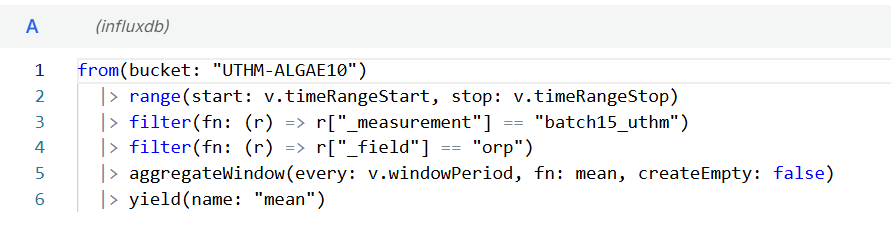 A (influxdb)
1 from(bucket: "UTHM-ALGAE10")
2 |> range(start: v.timeRangeStart, stop: v.timeRangeStop)
3 |> filter(fn: (r) => r["_measurement"] == "batch15_uthm")
4 |> filter(fn: (r) => r["_field"] == "orp")
5 |> aggregateWindow(every: v.windowPeriod, fn: mean, createEmpty: false)
6 |> yield(name: "mean")